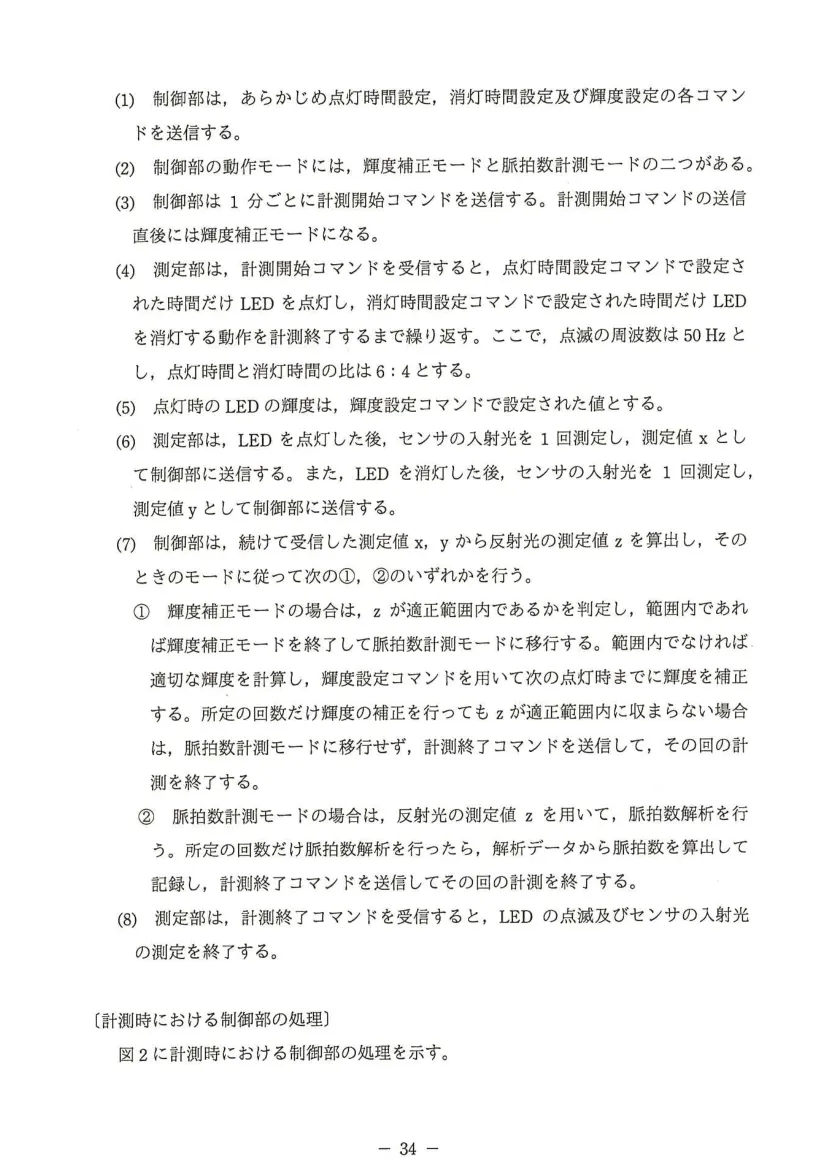 (1) 制御部は，あらかじめ点灯時間設定，消灯時間設定及び輝度設定の各コマン
ドを送信する。
(2) 制御部の動作モードには，輝度補正モードと脈拍数計測モードの二つがある。
(3) 制御部は 1 分ごとに計測開始コマンドを送信する。計測開始コマンドの送信
直後には輝度補正モードになる。
(4) 測定部は，計測開始コマンドを受信すると，点灯時間設定コマンドで設定さ
れた時間だけ LED を点灯し，消灯時間設定コマンドで設定された時間だけ LED
を消灯する動作を計測終了するまで繰り返す。ここで，点滅の周波数は 50 Hz と
し，点灯時間と消灯時間の比は 6：4 とする。
(5) 点灯時の LED の輝度は，輝度設定コマンドで設定された値とする。
(6) 測定部は，LED を点灯した後，センサの入射光を 1 回測定し，測定値 x とし
て制御部に送信する。また，LED を消灯した後，センサの入射光を 1 回測定し，
測定値 y として制御部に送信する。
(7) 制御部は，続けて受信した測定値 x，y から反射光の測定値 z を算出し，その
ときのモードに従って次の①，②のいずれかを行う。
① 輝度補正モードの場合は，z が適正範囲内であるかを判定し，範囲内であれ
ば輝度補正モードを終了して脈拍数計測モードに移行する。範囲内でなければ
適切な輝度を計算し，輝度設定コマンドを用いて次の点灯時までに輝度を補正
する。所定の回数だけ輝度の補正を行っても z が適正範囲内に収まらない場合
は，脈拍数計測モードに移行せず，計測終了コマンドを送信して，その回の計
測を終了する。
② 脈拍数計測モードの場合は，反射光の測定値 z を用いて，脈拍数解析を行
う。所定の回数だけ脈拍数解析を行ったら，解析データから脈拍数を算出して
記録し，計測終了コマンドを送信してその回の計測を終了する。
(8) 測定部は，計測終了コマンドを受信すると，LED の点滅及びセンサの入射光
の測定を終了する。
〔計測時における制御部の処理〕
図 2 に計測時における制御部の処理を示す。
－ 34 －